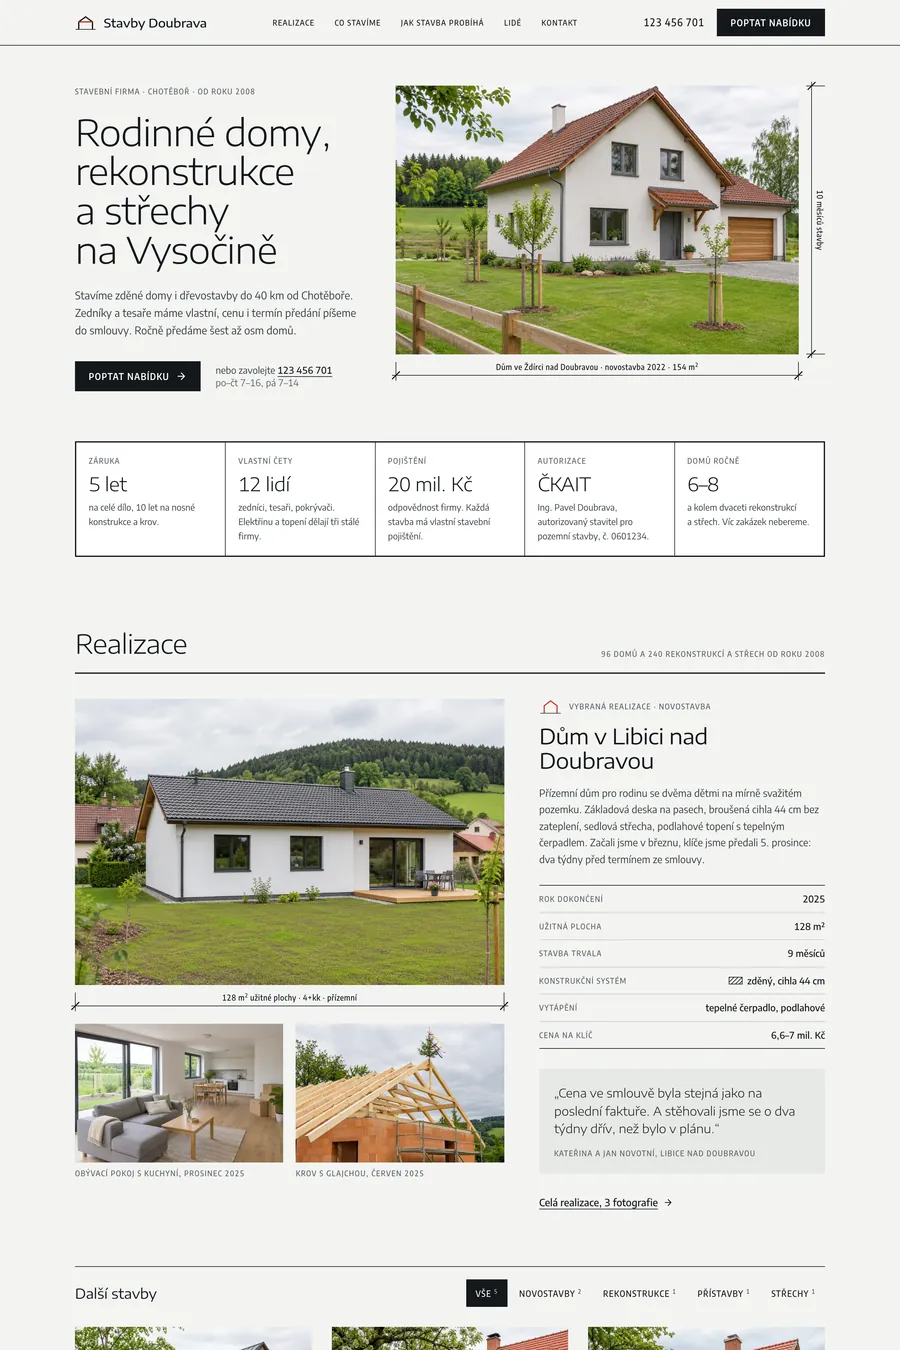 Stavby Doubrava
REALIZACE
CO STAVÍME
JAK STAVBA PROBÍHÁ
LIDÉ
KONTAKT
123 456 701
POPTAT NABÍDKU
STAVEBNÍ FIRMA · CHOTĚBOŘ · OD ROKU 2008
Rodinné domy,
rekonstrukce
a střechy
na Vysočině
Stavíme zděné domy i dřevostavby do 40 km od Chotěboře.
Zedníky a tesaře máme vlastní, cenu i termín předání píšeme
do smlouvy. Ročně předáme šest až osm domů.
POPTAT NABÍDKU →
nebo zavolejte 123 456 701
po–čt 7–16, pá 7–14
10 měsíců stavby
Dům ve Ždírci nad Doubravou · novostavba 2022 · 154 m²
ZÁRUKA
5 let
na celé dílo, 10 let na nosné
konstrukce a krov.
VLASTNÍ ČETY
12 lidí
zedníci, tesaři, pokrývači.
Elektřinu a topení dělají tři stálé
firmy.
POJIŠTĚNÍ
20 mil. Kč
odpovědnost firmy. Každá
stavba má vlastní stavební
pojištění.
AUTORIZACE
ČKAIT
Ing. Pavel Doubrava,
autorizovaný stavitel pro
pozemní stavby, č. 0601234.
DOMŮ ROČNĚ
6–8
a kolem dvaceti rekonstrukcí
a střech. Víc zakázek nebereme.
Realizace
96 DOMŮ A 240 REKONSTRUKCÍ A STŘECH OD ROKU 2008
128 m² užitné plochy · 4+kk · přízemní
OBÝVACÍ POKOJ S KUCHYNÍ, PROSINEC 2025
KROV S GLAJCHOU, ČERVEN 2025
VYBRANÁ REALIZACE · NOVOSTAVBA
Dům v Libici nad
Doubravou
Přízemní dům pro rodinu se dvěma dětmi na mírně svažitém
pozemku. Základová deska na pasech, broušená cihla 44 cm bez
zateplení, sedlová střecha, podlahové topení s tepelným
čerpadlem. Začali jsme v březnu, klíče jsme předali 5. prosince:
dva týdny před termínem ze smlouvy.
ROK DOKONČENÍ 2025
UŽITNÁ PLOCHA 128 m²
STAVBA TRVALA 9 měsíců
KONSTRUKČNÍ SYSTÉM zděný, cihla 44 cm
VYTÁPĚNÍ tepelné čerpadlo, podlahové
CENA NA KLÍČ 6,6–7 mil. Kč
„Cena ve smlouvě byla stejná jako na
poslední faktuře. A stěhovali jsme se o dva
týdny dřív, než bylo v plánu.“
KATEŘINA A JAN NOVOTNÍ, LIBICE NAD DOUBRAVOU
Celá realizace, 3 fotografie →
Další stavby
VŠE 5
NOVOSTAVBY 2
REKONSTRUKCE 1
PŘÍSTAVBY 1
STŘECHY 1